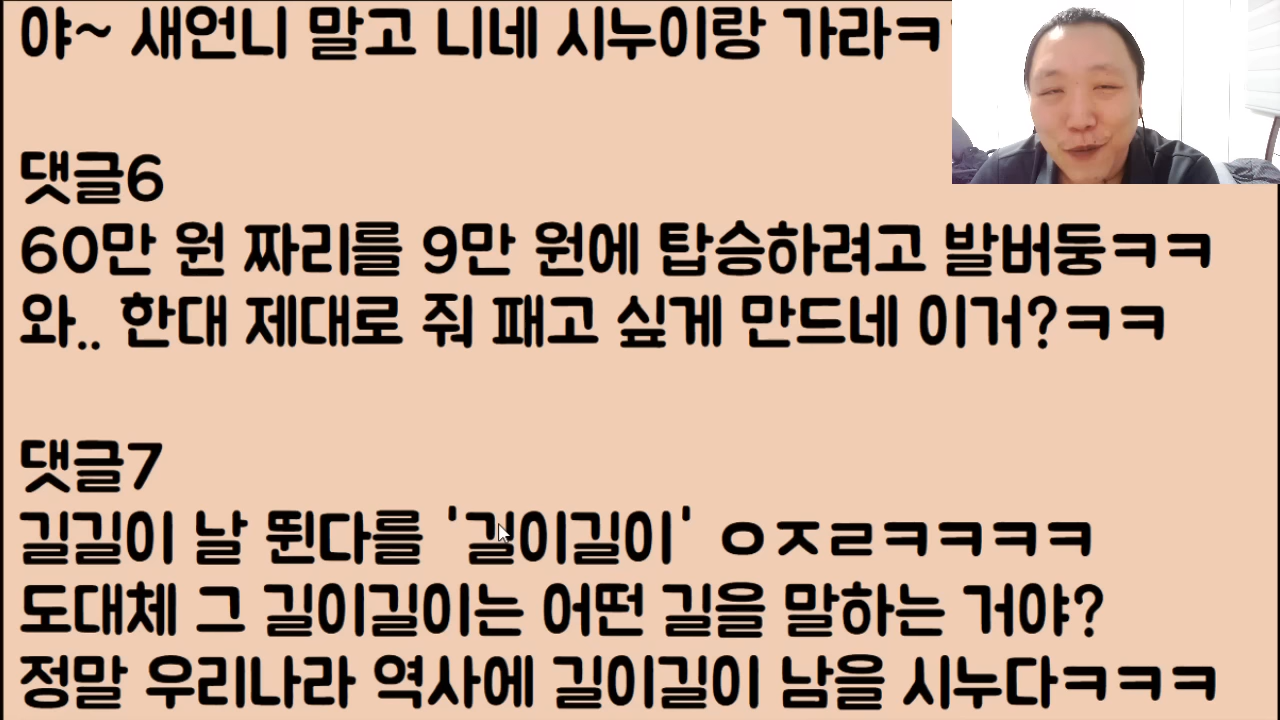 야~ 새언니 말고 니네 시누이랑 가라ㅋ
댓글6
60만 원 짜리를 9만 원에 탑승하려고 발버둥ㅋㅋ
와.. 한대 제대로 줘 패고 싶게 만드네 이거?ㅋㅋ
댓글7
길길이 날 뛴다를 '길이길이' ㅇㅈㄹㅋㅋㅋㅋ
도대체 그 길이길이는 어떤 길을 말하는 거야?
정말 우리나라 역사에 길이길이 남을 시누다ㅋㅋㅋ